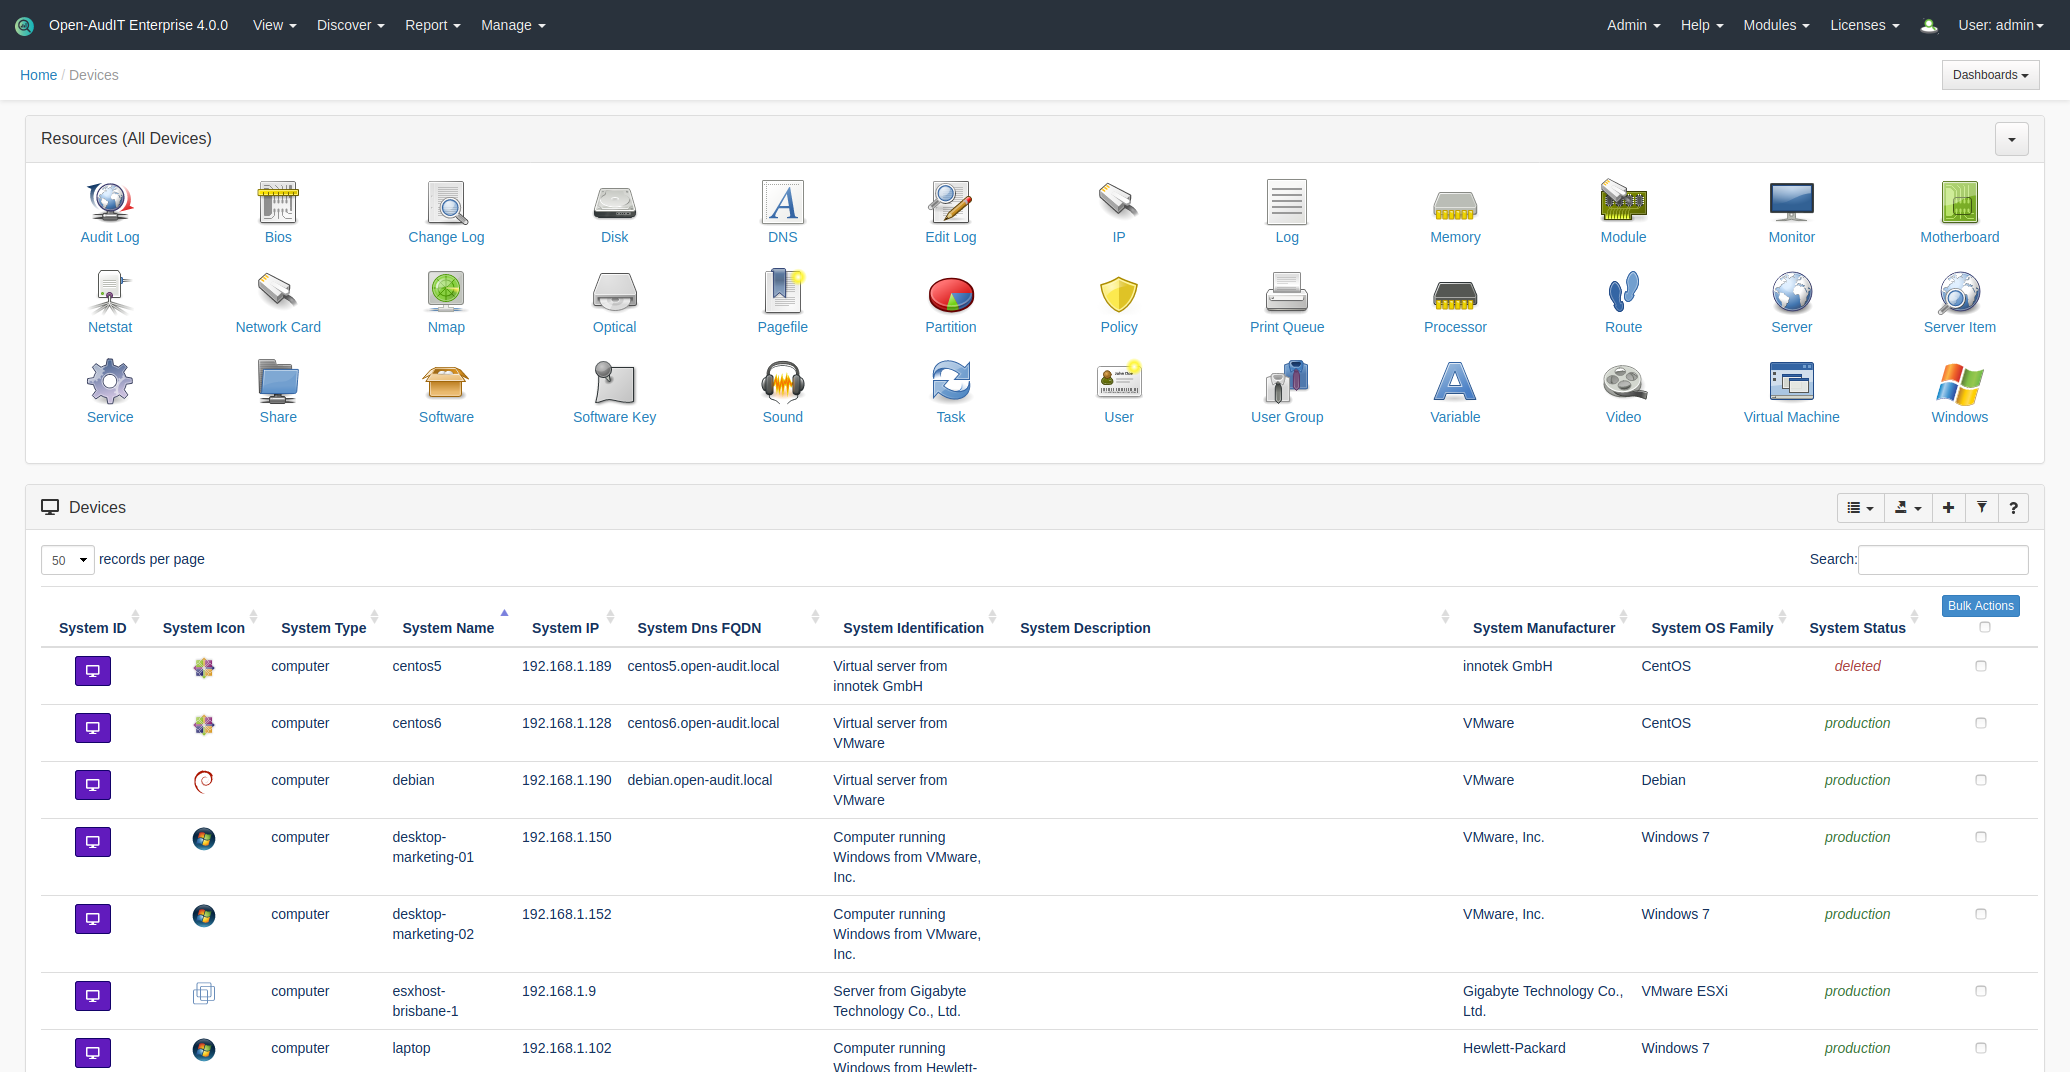 Open-AudIT Enterprise 4.0.0 View Discover Report Manage Admin Help Modules Licenses User: admin
Home / Devices Dashboards
Resources (All Devices)
Audit Log Bios Change Log Disk DNS Edit Log IP Log Memory Module Monitor Motherboard
Netstat Network Card Nmap Optical Pagefile Partition Policy Print Queue Processor Route Server Server Item
Service Share Software Software Key Sound Task User User Group Variable Video Virtual Machine Windows
Devices ?
50 records per page Search:
Bulk Actions
System ID System Icon System Type System Name System IP System Dns FQDN System Identification System Description System Manufacturer System OS Family System Status
computer centos5 192.168.1.189 centos5.open-audit.local Virtual server from innotek GmbH CentOS deleted
innotek GmbH
computer centos6 192.168.1.128 centos6.open-audit.local Virtual server from VMware CentOS production
VMware
computer debian 192.168.1.190 debian.open-audit.local Virtual server from VMware Debian production
VMware
computer desktop- 192.168.1.150 Computer running VMware, Inc. Windows 7 production
marketing-01 Windows from VMware,
Inc.
computer desktop- 192.168.1.152 Computer running VMware, Inc. Windows 7 production
marketing-02 Windows from VMware,
Inc.
computer esxhost- 192.168.1.9 Server from Gigabyte Gigabyte Technology Co., VMware ESXi production
brisbane-1 Technology Co., Ltd. Ltd.
computer laptop 192.168.1.102 Computer running Hewlett-Packard Windows 7 production
Windows from Hewlett-